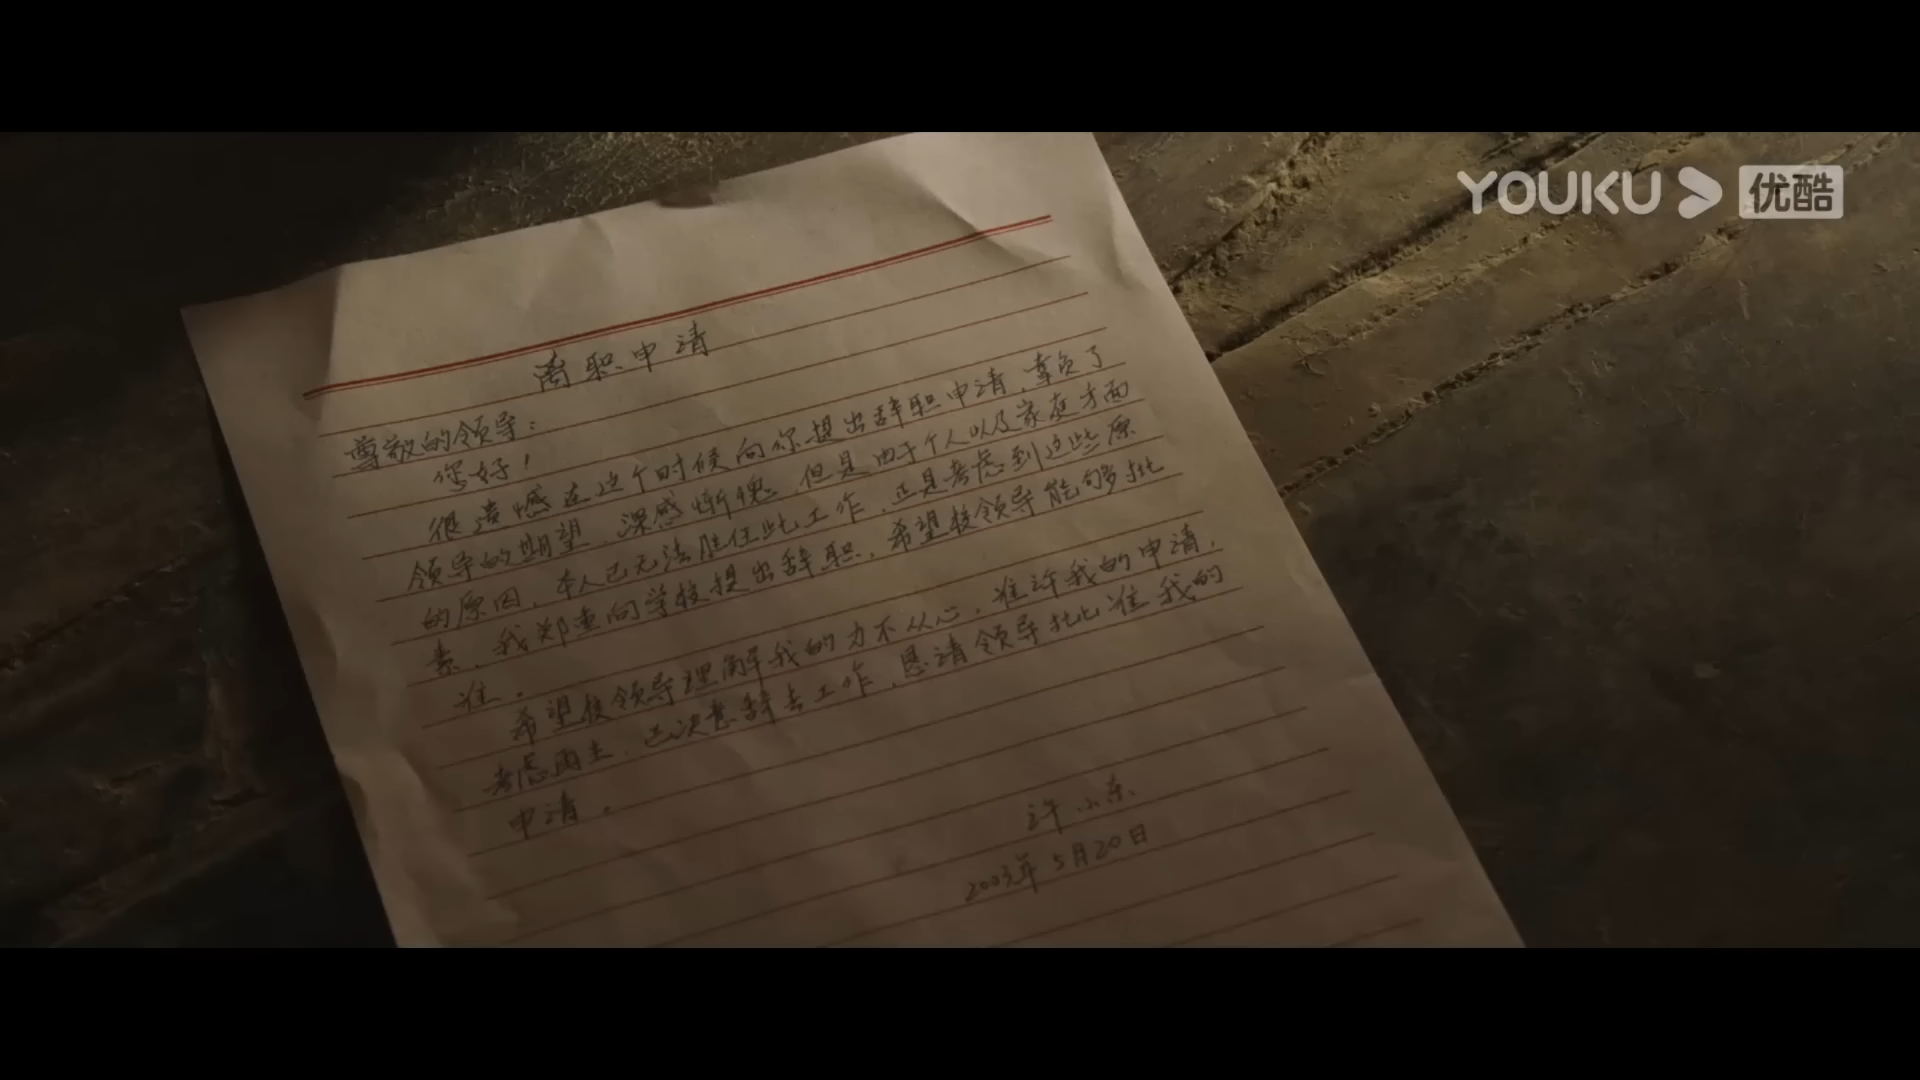 YOUKU 优酷
离职申请
尊敬的领导：
您好！
很遗憾在这个时候向你提出辞职申请，辜负了
领导的期望，深感惭愧，但是由于个人以及家庭方面
的原因，本人已无法胜任此工作，正是考虑到这些原
素，我郑重向学校提出辞职，希望校领导能够批
准。
希望校领导理解我的力不从心，准许我的申请，
考虑再三，已决意辞去工作，恳请领导批准我的
申请。
许小东
2003年5月20日